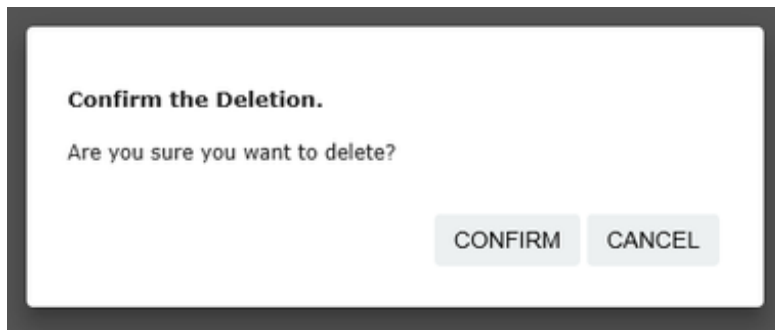 Confirm the Deletion.
Are you sure you want to delete?
CONFIRM CANCEL